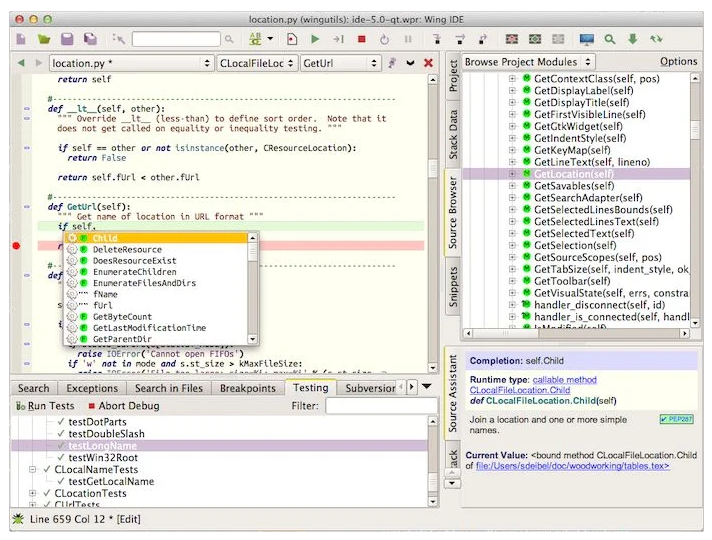 location.py (wingutils): ide-5.0-qt.wpr: Wing IDE
location.py *
CLocalFileLoc
GetUrl
return self
#-----------------------------------------------------------------------
def __lt__(self, other):
""" Override __lt__ (less-than) to define sort order.  Note that it
does not get called on equality or inequality testing. """
if self == other or not isinstance(other, CResourceLocation):
return False
return self.fUrl < other.fUrl
#-----------------------------------------------------------------------
def GetUrl(self):
""" Get name of location in URL format """
if self.
Child
DeleteResource
DoesResourceExist
EnumerateChildren
EnumerateFilesAndDirs
fName
fUrl
GetByteCount
GetLastModificationTime
GetParentDir
raise IOError('Cannot open FIFOs')
if 'w' not in mode and s.st_size > kMaxFileSize:
Search
Exceptions
Search in Files
Breakpoints
Testing
Subversion
Run Tests
Abort Debug
Filter:
testDotParts
testDoubleSlash
testLongName
testWin32Root
CLocalNameTests
testGetLocalName
CLocationTests
CUrlTests
Line 659 Col 12 * [Edit]
Project
Stack Data
Source Browser
Snippets
Browse Project Modules
Options
GetContextClass(self, pos)
GetDisplayLabel(self)
GetDisplayTitle(self)
GetFirstVisibleLine(self)
GetGtkWidget(self)
GetIndentStyle(self)
GetKeyMap(self)
GetLineText(self, lineno)
GetLocation(self)
GetSavables(self)
GetSearchAdapter(self)
GetSelectedLinesBounds(self)
GetSelectedLinesText(self)
GetSelectedText(self)
GetSelection(self)
GetSourceScopes(self, pos)
GetTabSize(self, indent_style, ok
GetToolbar(self)
GetVisualState(self, errs, constra
handler_disconnect(self, id)
handler_is_connected(self, id)
Source Assistant
Completion: self.Child
Runtime type: callable method
CLocalFileLocation.Child
def CLocalFileLocation.Child(self)
Join a location and one or more simple
names.
PEP287
Current Value: <bound method CLocalFileLocation.Child
of file:/Users/sdeibel/doc/woodworking/tables.tex>